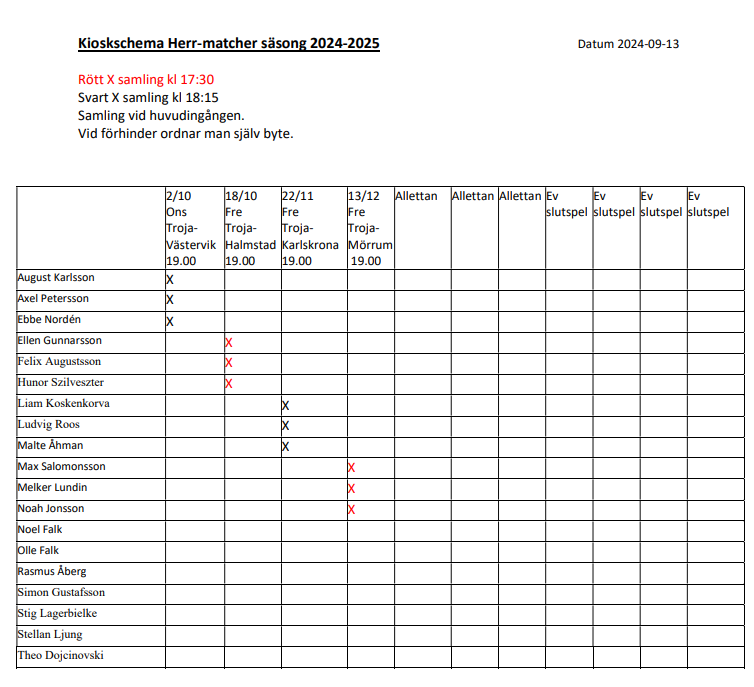 Kioskschema Herr-matcher säsong 2024-2025 Datum 2024-09-13
Rött X samling kl 17:30
Svart X samling kl 18:15
Samling vid huvudingången.
Vid förhinder ordnar man själv byte.
2/10 18/10 22/11 13/12 Allettan Allettan Allettan Ev Ev Ev Ev
Ons Fre Fre Fre slutspel slutspel slutspel slutspel
Troja- Troja- Troja- Troja-
Västervik Halmstad Karlskrona Mörrum
19.00 19.00 19.00 19.00
August Karlsson X
Axel Petersson X
Ebbe Nordén X
Ellen Gunnarsson X
Felix Augustsson X
Hunor Szilveszter X
Liam Koskenkorva X
Ludvig Roos X
Malte Åhman X
Max Salomonsson X
Melker Lundin X
Noah Jonsson X
Noel Falk
Olle Falk
Rasmus Åberg
Simon Gustafsson
Stig Lagerbielke
Stellan Ljung
Theo Dojcinovski